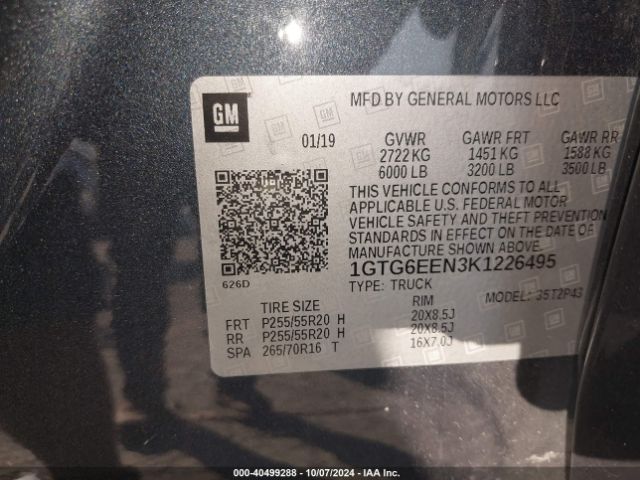 GM
MFD BY GENERAL MOTORS LLC
01/19
GVWR GAWR FRT GAWR RR
2722 KG 1451 KG 1588 KG
6000 LB 3200 LB 3500 LB
THIS VEHICLE CONFORMS TO ALL
APPLICABLE U.S. FEDERAL MOTOR
VEHICLE SAFETY AND THEFT PREVENTION
STANDARDS IN EFFECT ON THE DATE OF
MANUFACTURE SHOWN ABOVE.
1GTG6EEN3K1226495
TYPE: TRUCK MODEL: 35T2P43
626D
TIRE SIZE RIM
FRT P255/55R20 H 20X8.5J
RR P255/55R20 H 20X8.5J
SPA 265/70R16 T 16X7.0J
000-40499288 - 10/07/2024 - IAA Inc.